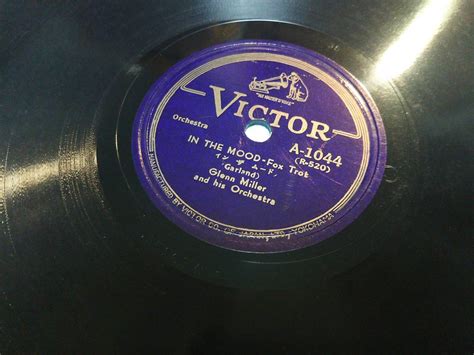 "HIS MASTER'S VOICE"
VICTOR
Orchestra
A-1044
(R-520)
IN THE MOOD-Fox Trot
イン ザ ムード
(Garland)
Glenn Miller
and his Orchestra
MANUFACTURED BY VICTOR CO. OF JAPAN, LTD., YOKOHAMA